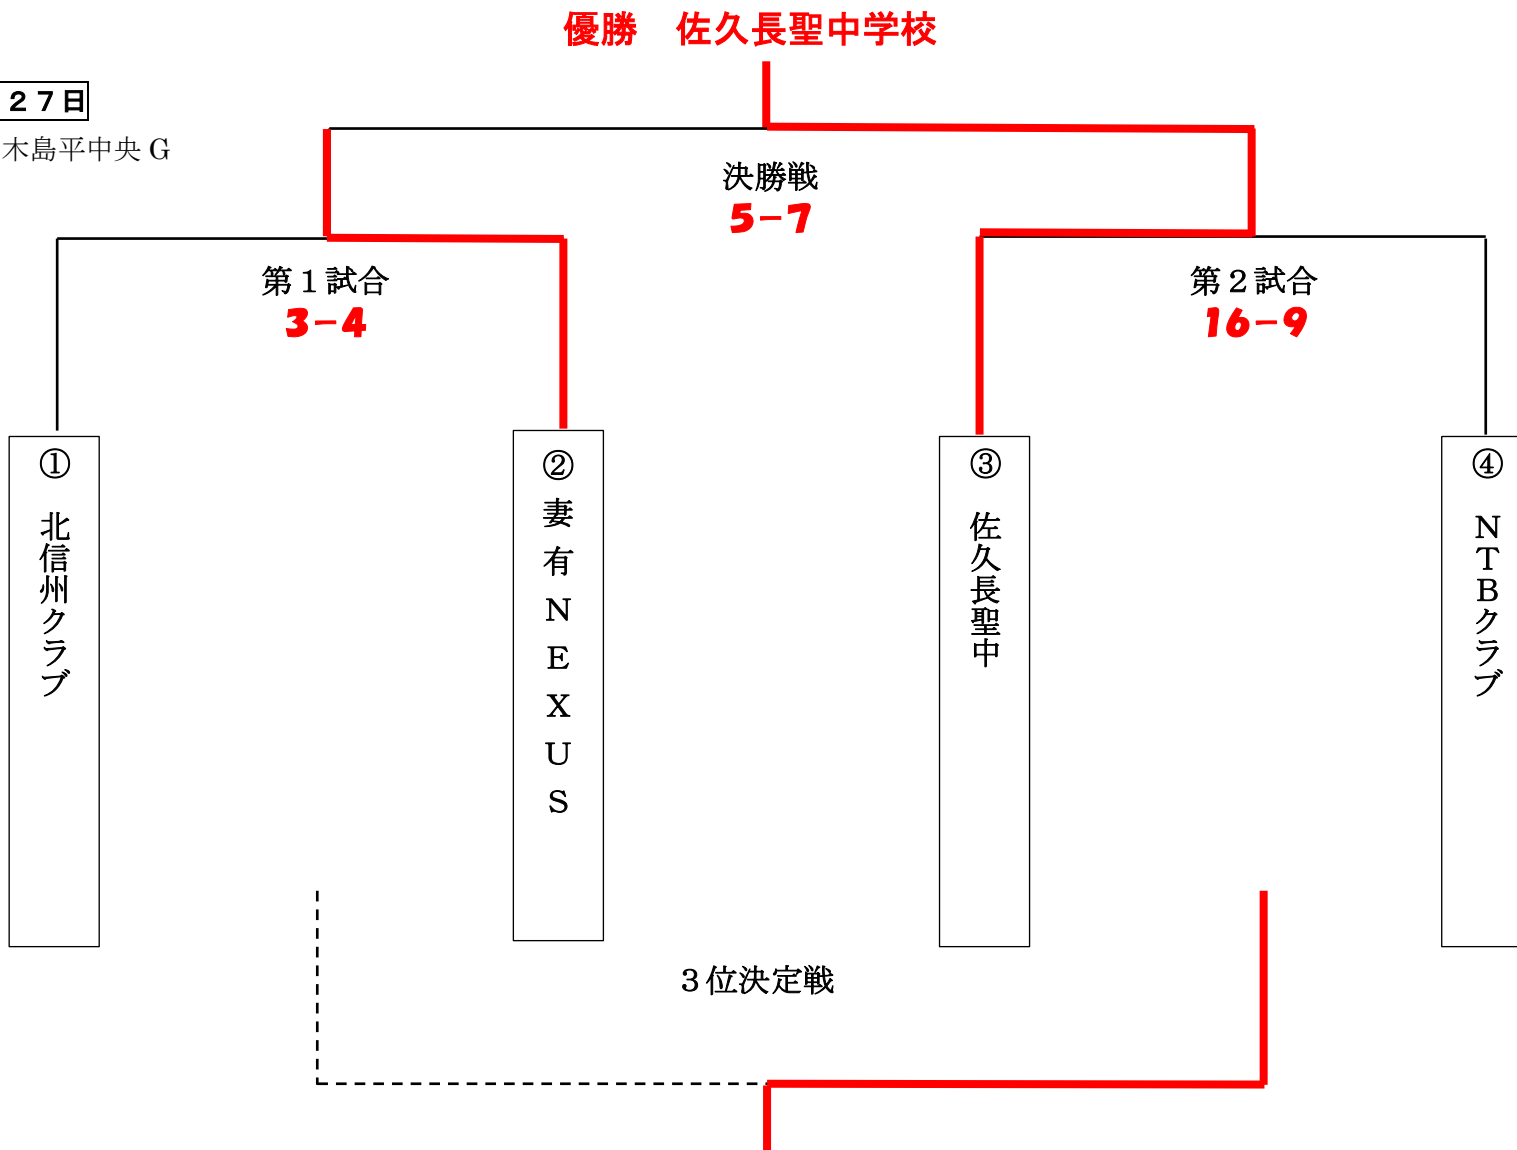 優勝　佐久長聖中学校
２７日
木島平中央 G
決勝戦
5-7
第１試合
3-4
第２試合
16-9
①　北信州クラブ
②妻有ＮＥＸＵＳ
③　佐久長聖中
④　ＮＴＢクラブ
３位決定戦